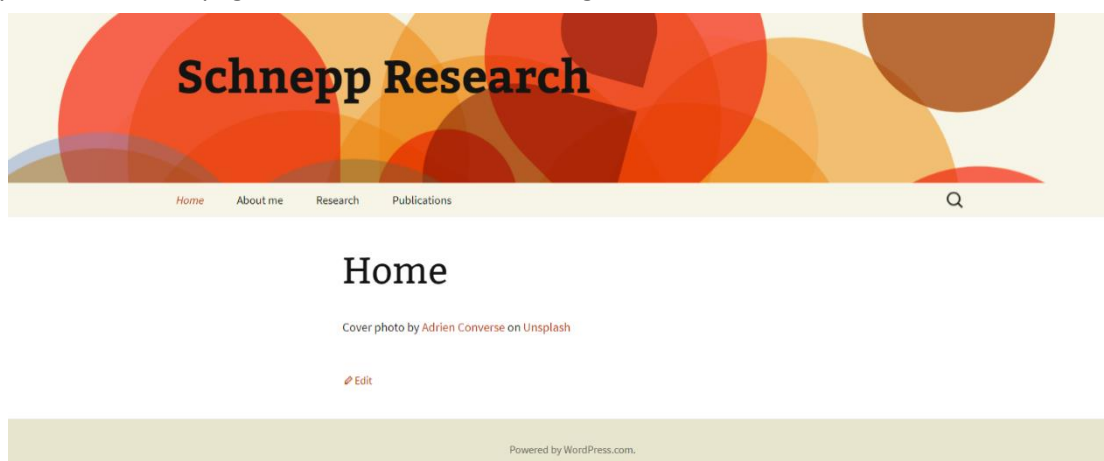 Schnepp Research
Home About me Research Publications
Home
Cover photo by Adrien Converse on Unsplash
Edit
Powered by WordPress.com.